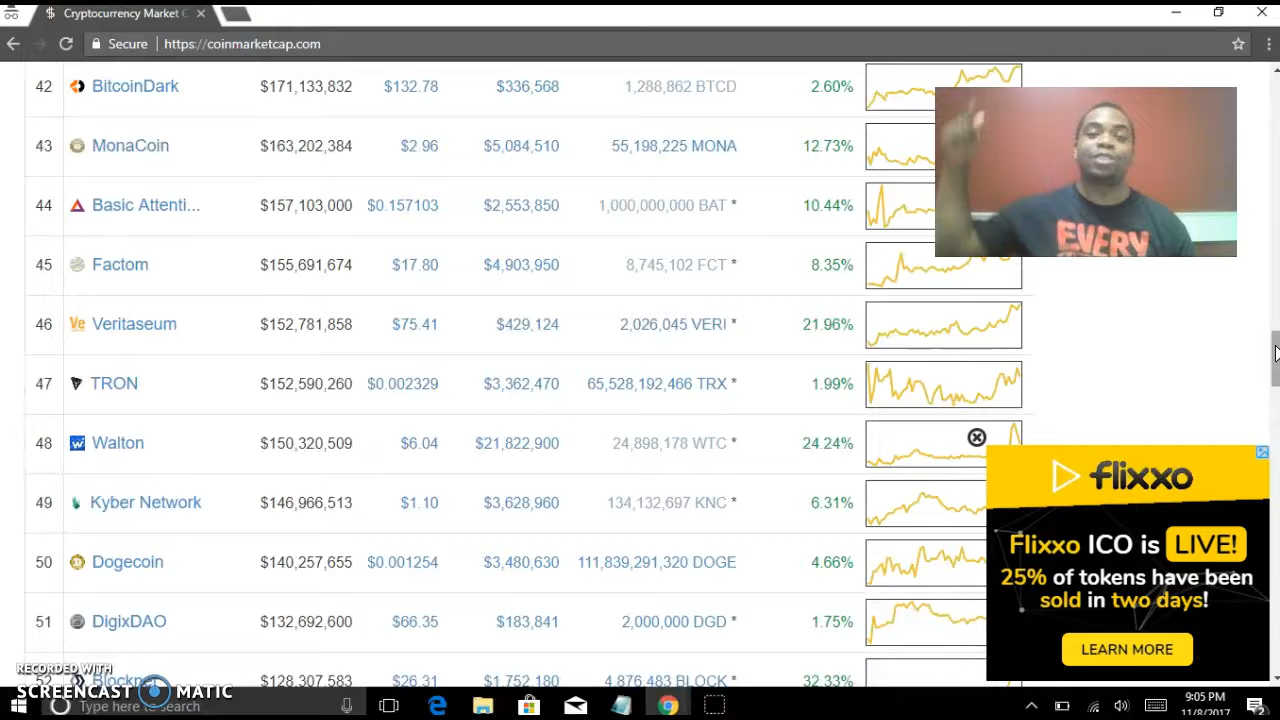 $ Cryptocurrency Market C
Secure https://coinmarketcap.com
42 BitcoinDark $171,133,832 $132.78 $336,568 1,288,862 BTCD 2.60%
43 MonaCoin $163,202,384 $2.96 $5,084,510 55,198,225 MONA 12.73%
44 Basic Attenti... $157,103,000 $0.157103 $2,553,850 1,000,000,000 BAT * 10.44%
45 Factom $155,691,674 $17.80 $4,903,950 8,745,102 FCT * 8.35%
46 Veritaseum $152,781,858 $75.41 $429,124 2,026,045 VERI * 21.96%
47 TRON $152,590,260 $0.002329 $3,362,470 65,528,192,466 TRX * 1.99%
48 Walton $150,320,509 $6.04 $21,822,900 24,898,178 WTC * 24.24%
49 Kyber Network $146,966,513 $1.10 $3,628,960 134,132,697 KNC * 6.31%
50 Dogecoin $140,257,655 $0.001254 $3,480,630 111,839,291,320 DOGE 4.66%
51 DigixDAO $132,692,600 $66.35 $183,841 2,000,000 DGD * 1.75%
52 $128,307,583 $26.31 $1,752,180 4,876,483 BLOCK * 32.33%
EVERY
flixxo
Flixxo ICO is LIVE!
25% of tokens have been
sold in two days!
LEARN MORE
RECORDED WITH
SCREENCAST MATIC
Type here to search
9:05 PM
11/8/2017
2